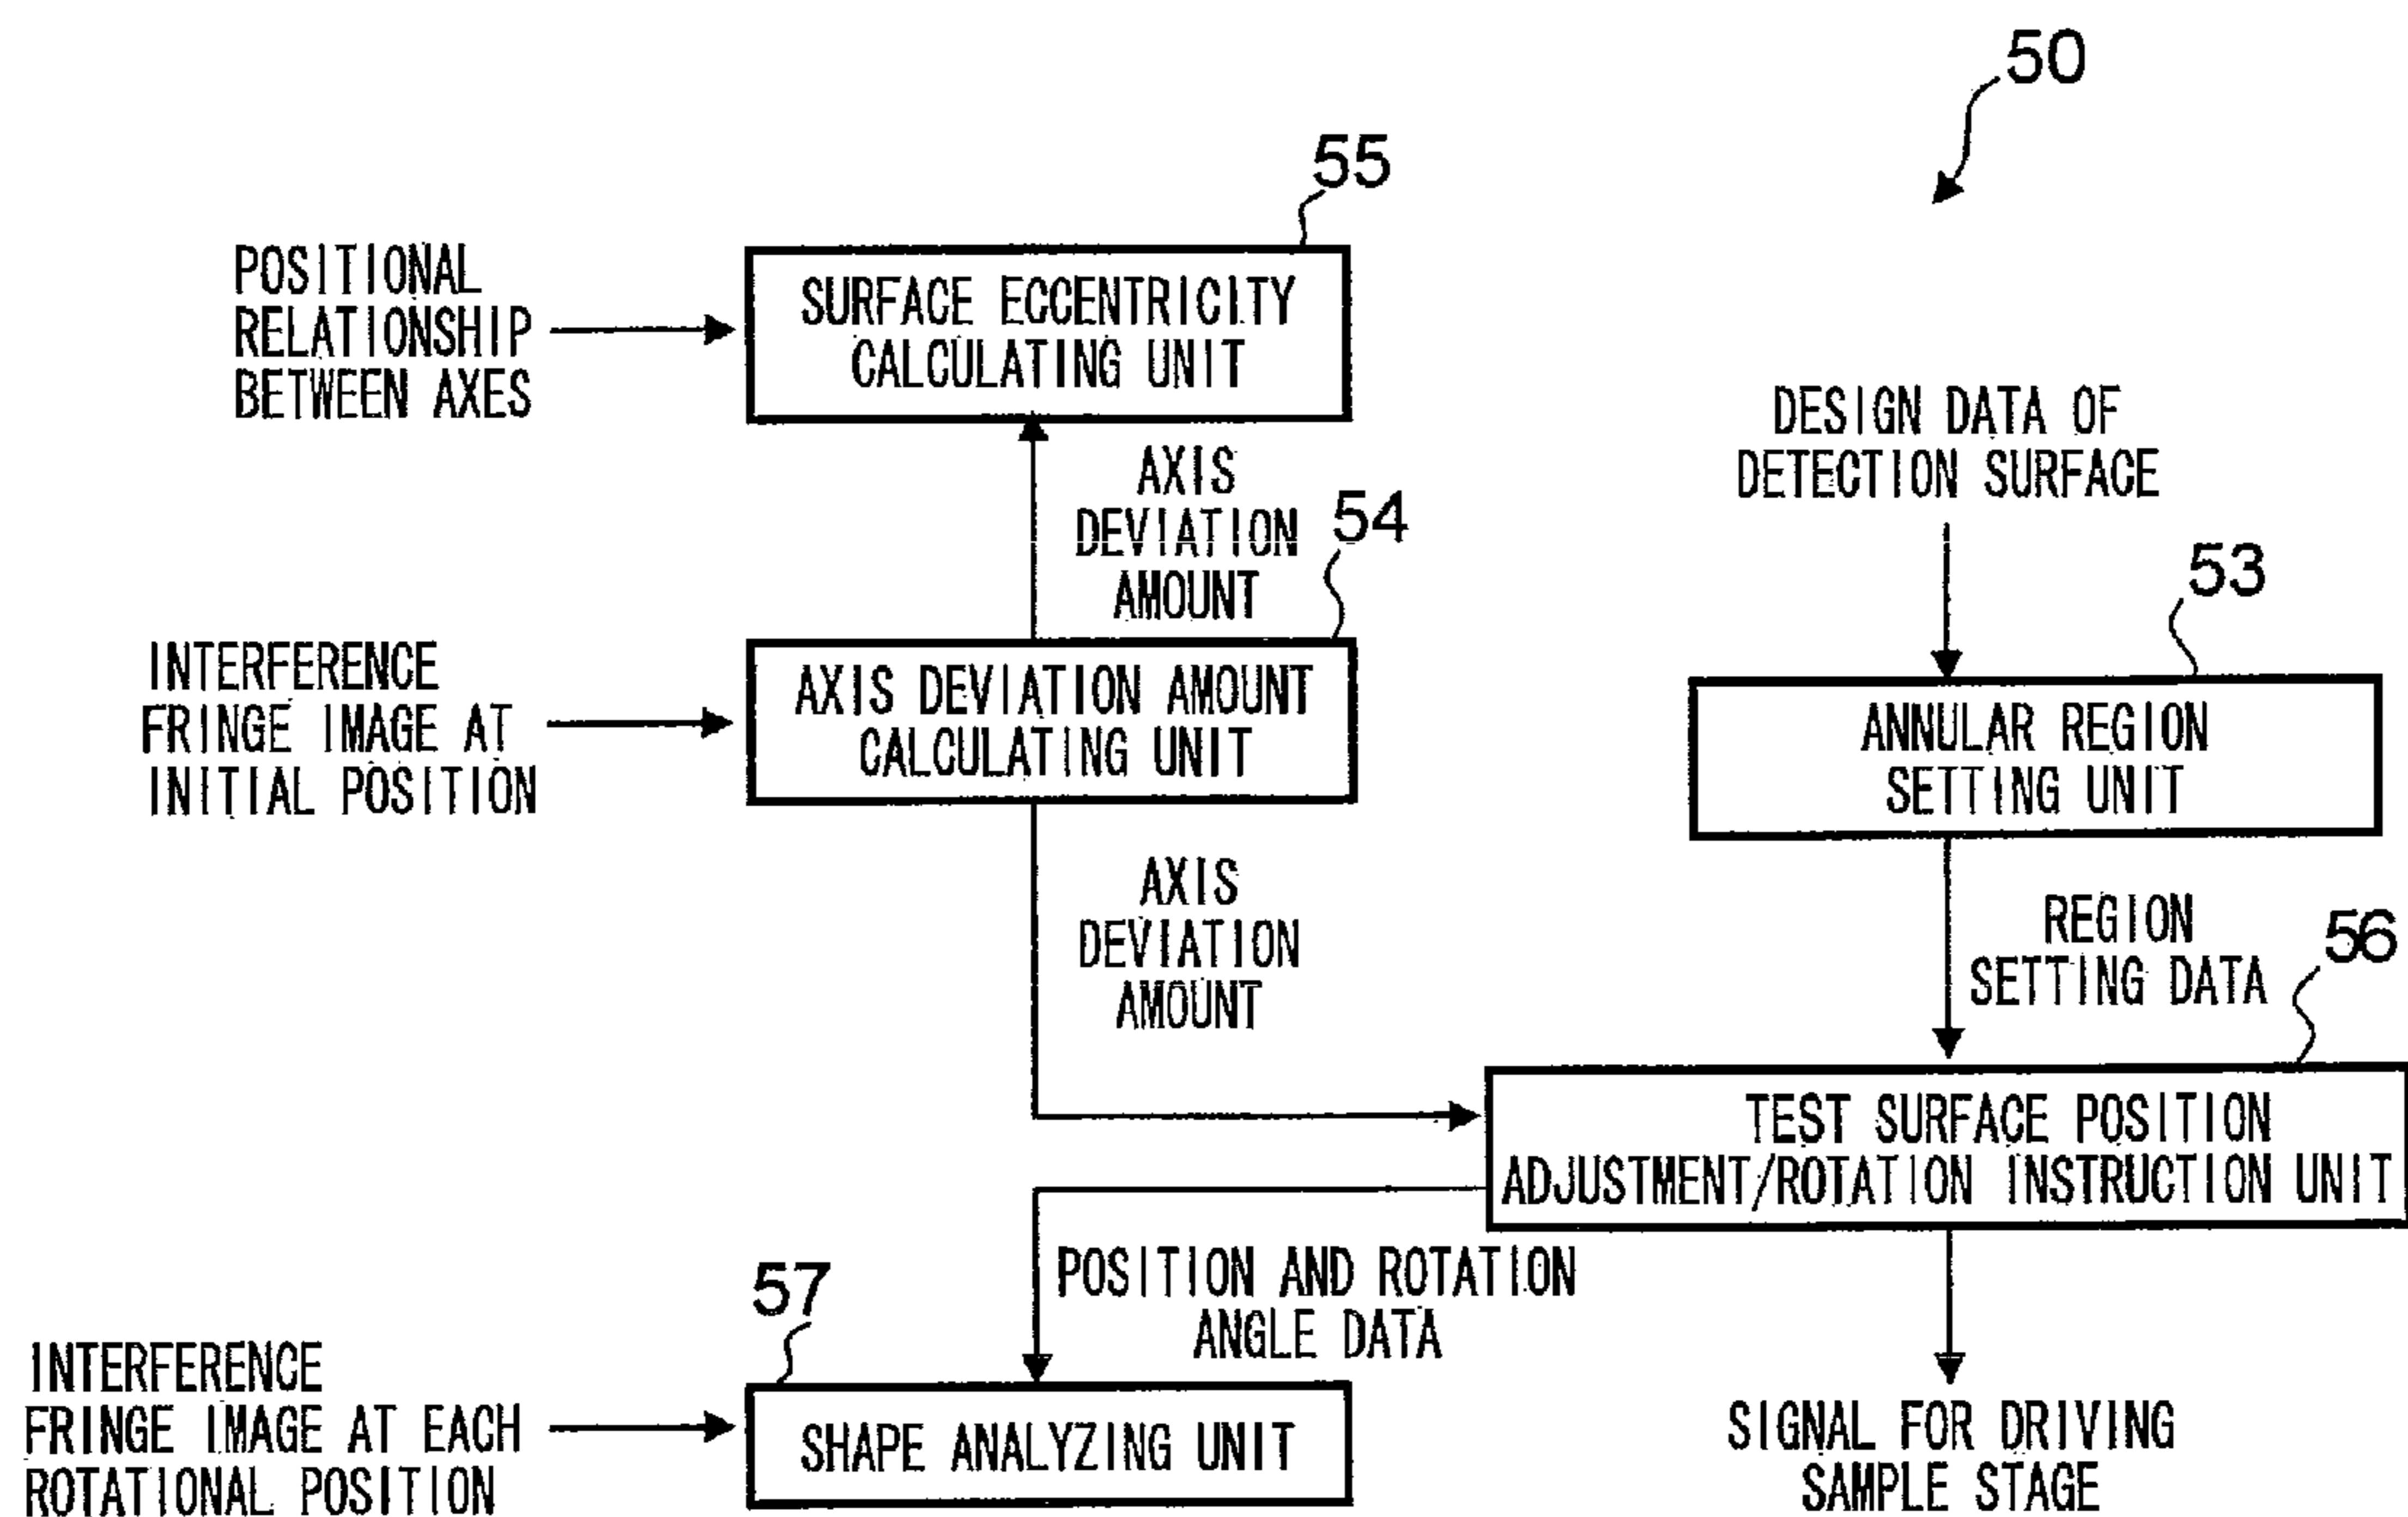 50
55
POSITIONAL
RELATIONSHIP
BETWEEN AXES
SURFACE ECCENTRICITY
CALCULATING UNIT
DESIGN DATA OF
DETECTION SURFACE
AXIS
DEVIATION
AMOUNT
54
53
INTERFERENCE
FRINGE IMAGE AT
INITIAL POSITION
AXIS DEVIATION AMOUNT
CALCULATING UNIT
ANNULAR REGION
SETTING UNIT
AXIS
DEVIATION
AMOUNT
REGION
SETTING DATA
56
TEST SURFACE POSITION
ADJUSTMENT/ROTATION INSTRUCTION UNIT
POSITION AND ROTATION
ANGLE DATA
57
INTERFERENCE
FRINGE IMAGE AT EACH
ROTATIONAL POSITION
SHAPE ANALYZING UNIT
SIGNAL FOR DRIVING
SAMPLE STAGE